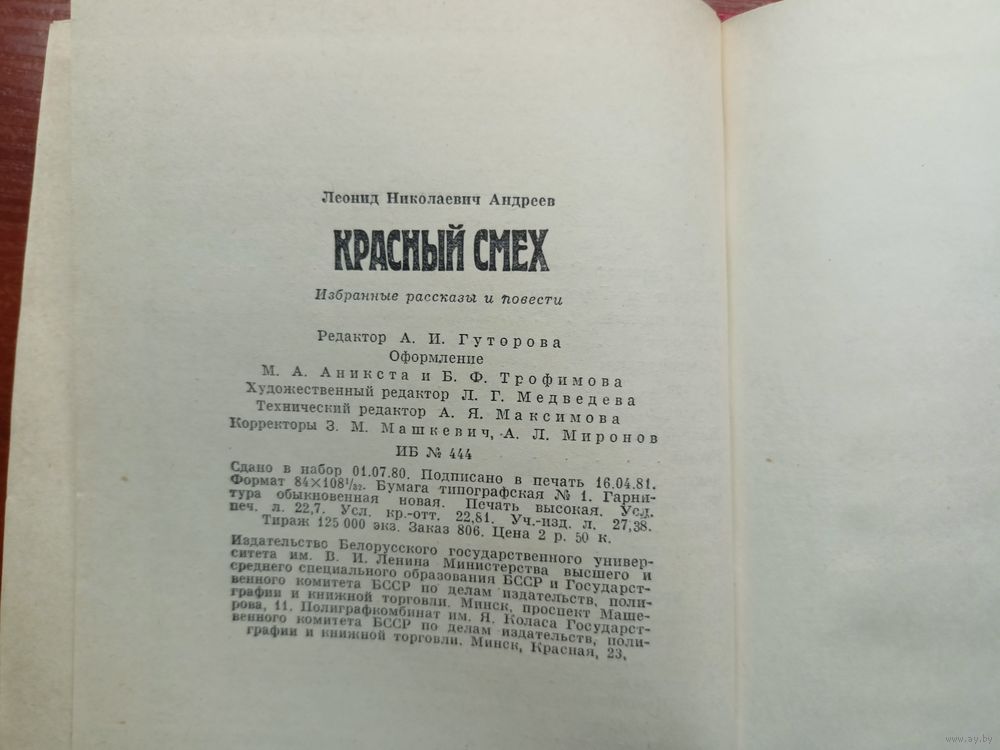 Леонид Николаевич Андреев
КРАСНЫЙ СМЕХ
Избранные рассказы и повести
Редактор А. И. Гуторова
Оформление
М. А. Аникста и Б. Ф. Трофимова
Художественный редактор Л. Г. Медведева
Технический редактор А. Я. Максимова
Корректоры З. М. Машкевич, А. Л. Миронов
ИБ № 444
Сдано в набор 01.07.80. Подписано в печать 16.04.81.
Формат 84×108¹/₃₂. Бумага типографская № 1. Гарни-
тура обыкновенная новая. Печать высокая. Усл.
печ. л. 22,7. Усл. кр.-отт. 22,81. Уч.-изд. л. 27,38.
Тираж 125 000 экз. Заказ 806. Цена 2 р. 50 к.
Издательство Белорусского государственного универ-
ситета им. В. И. Ленина Министерства высшего и
среднего специального образования БССР и Государст-
венного комитета БССР по делам издательств, поли-
графии и книжной торговли. Минск, проспект Маше-
рова, 11. Полиграфкомбинат им. Я. Коласа Государст-
венного комитета БССР по делам издательств, поли-
графии и книжной торговли. Минск, Красная, 23.
www.ay.by